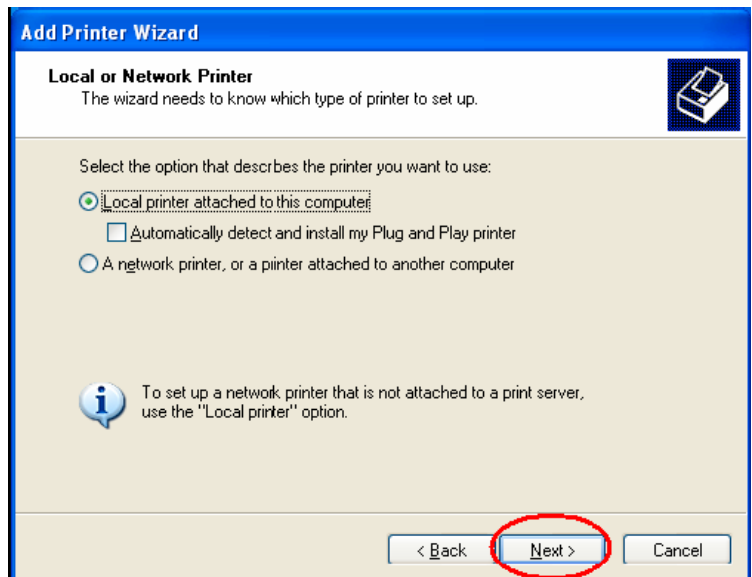 Add Printer Wizard
Local or Network Printer
The wizard needs to know which type of printer to set up.
Select the option that descrbes the printer you want to use:
Local printer attached to this computer
Automatically detect and install my Plug and Play printer
A network printer, or a piinter attached to another computer
To set up a network printer that is not attached to a print server,
use the "Local printer" option.
< Back
Next >
Cancel